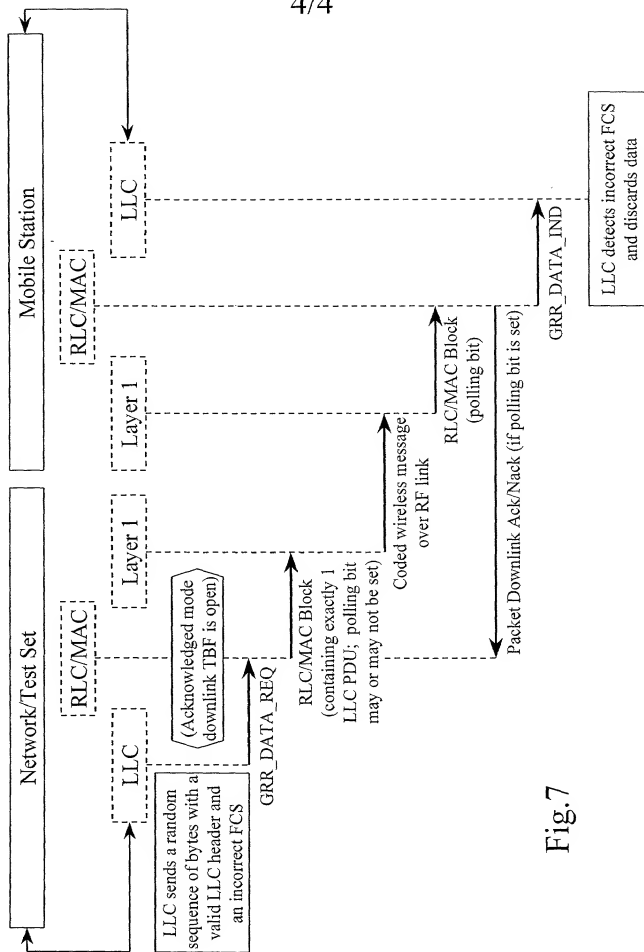 4/4
Network/Test Set
Mobile Station
RLC/MAC
RLC/MAC
LLC
Layer 1
Layer 1
LLC
LLC sends a random
sequence of bytes with a
valid LLC header and
an incorrect FCS
(Acknowledged mode
downlink TBF is open)
GRR_DATA_REQ
RLC/MAC Block
(containing exactly 1
LLC PDU; polling bit
may or may not be set)
Coded wireless message
over RF link
RLC/MAC Block
(polling bit)
Packet Downlink Ack/Nack (if polling bit is set)
GRR_DATA_IND
LLC detects incorrect FCS
and discards data
Fig.7